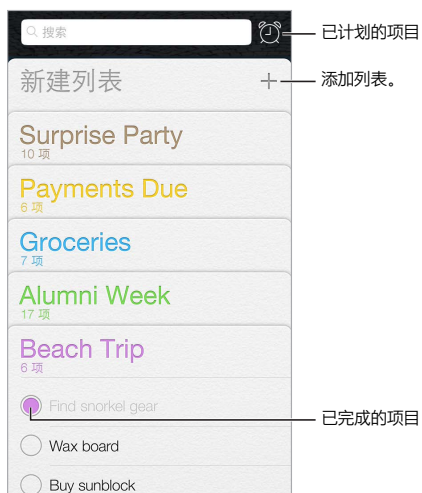 搜索
已计划的项目
新建列表
添加列表。
Surprise Party
10 项
Payments Due
6 项
Groceries
7 项
Alumni Week
17 项
Beach Trip
6 项
Find snorkel gear
已完成的项目
Wax board
Buy sunblock